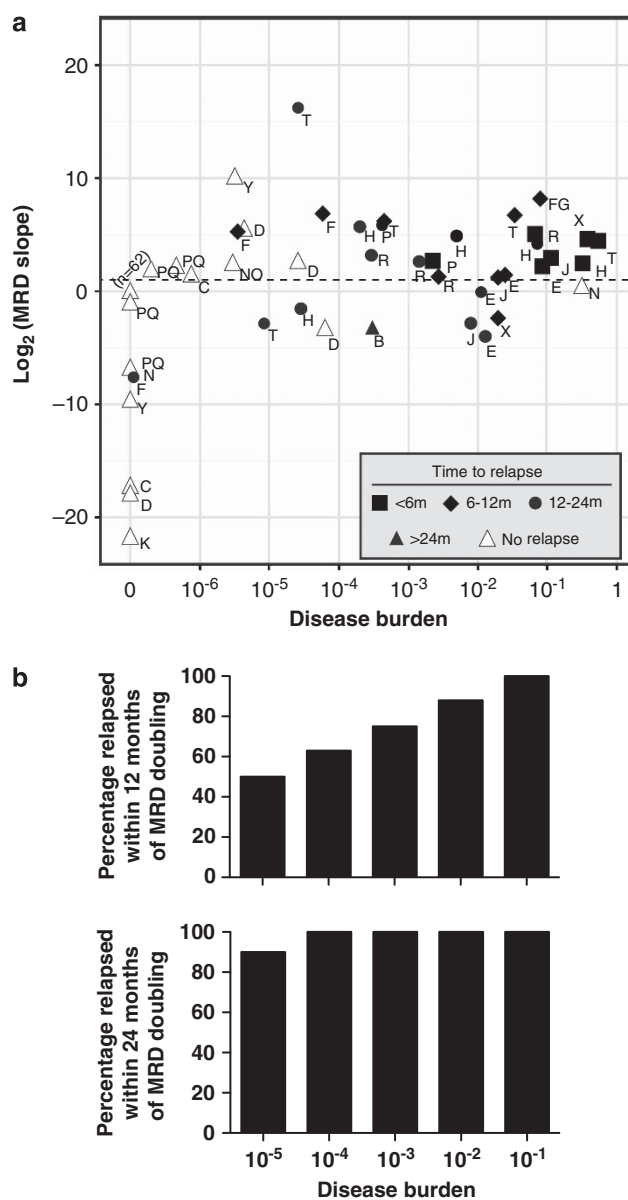 a
Log2 (MRD slope)
20
10
0
−10
−20
T
Y
F
D
F
H
P
T
R
FG
T
R
X
H
T
(n=62)
PQ
PQ
C
NO
D
R
P
R
H
J
E
H
J
E
E
N
PQ
PQ
N
F
Y
C
D
K
T
H
D
B
E
J
E
X
Time to relapse
<6m
6-12m
12-24m
>24m
No relapse
0
10-6
10-5
10-4
10-3
10-2
10-1
1
Disease burden
b
Percentage relapsed
within 12 months
of MRD doubling
100
80
60
40
20
0
Percentage relapsed
within 24 months
of MRD doubling
100
80
60
40
20
0
10-5
10-4
10-3
10-2
10-1
Disease burden